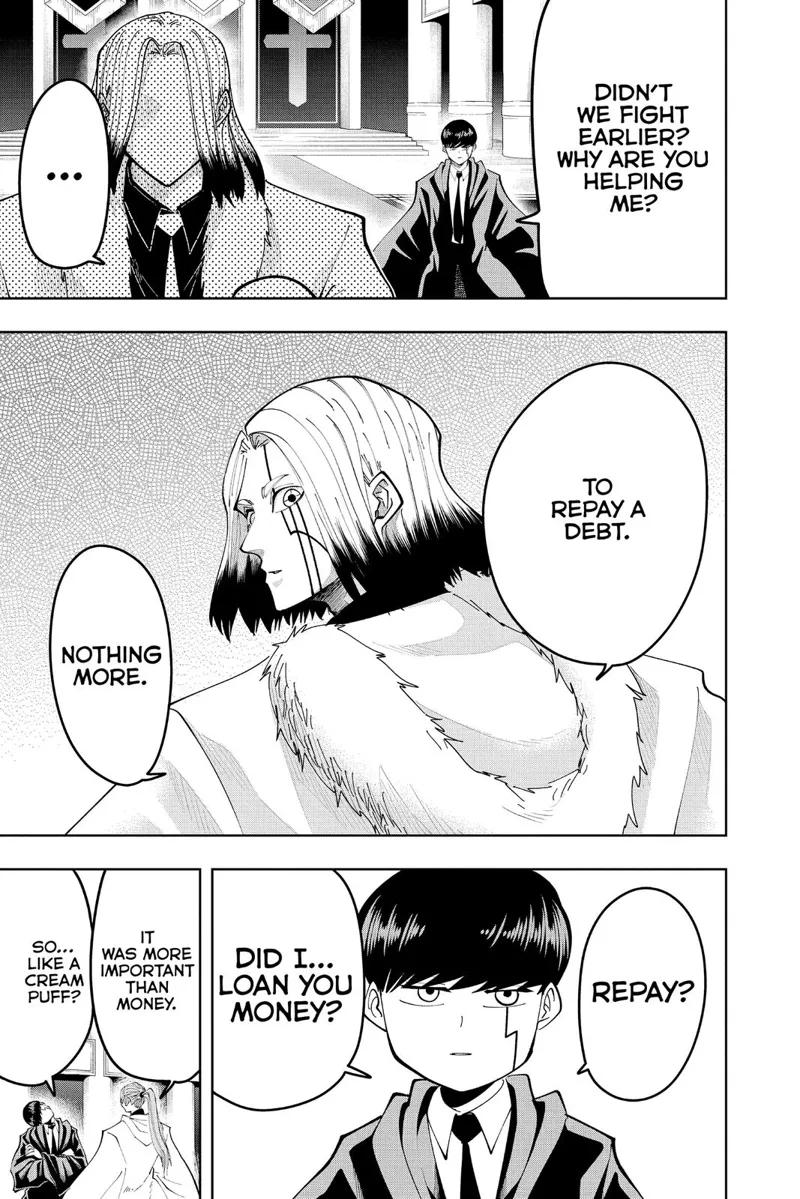 DIDN'T
WE FIGHT
EARLIER?
WHY ARE YOU
HELPING
ME?
...
TO
REPAY A
DEBT.
NOTHING
MORE.
REPAY?
DID I...
LOAN YOU
MONEY?
IT
WAS MORE
IMPORTANT
THAN
MONEY.
SO...
LIKE A
CREAM
PUFF?